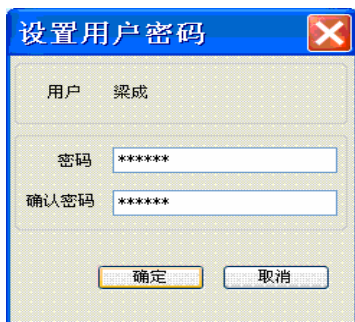 设置用户密码
用户 梁成
密码 ******
确认密码 ******
确定 取消